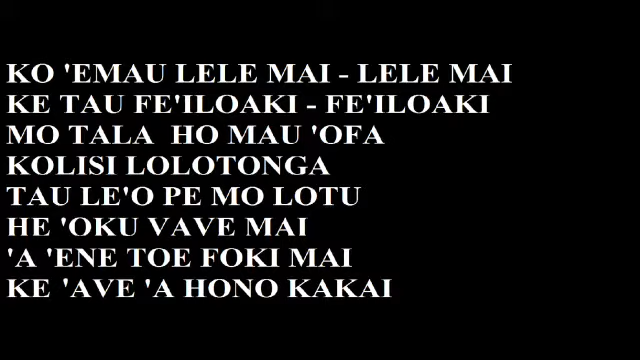 KO 'EMAU LELE MAI - LELE MAI
KE TAU FE'ILOAKI - FE'ILOAKI
MO TALA  HO MAU 'OFA
KOLISI LOLOTONGA
TAU LE'O PE MO LOTU
HE 'OKU VAVE MAI
'A 'ENE TOE FOKI MAI
KE 'AVE 'A HONO KAKAI